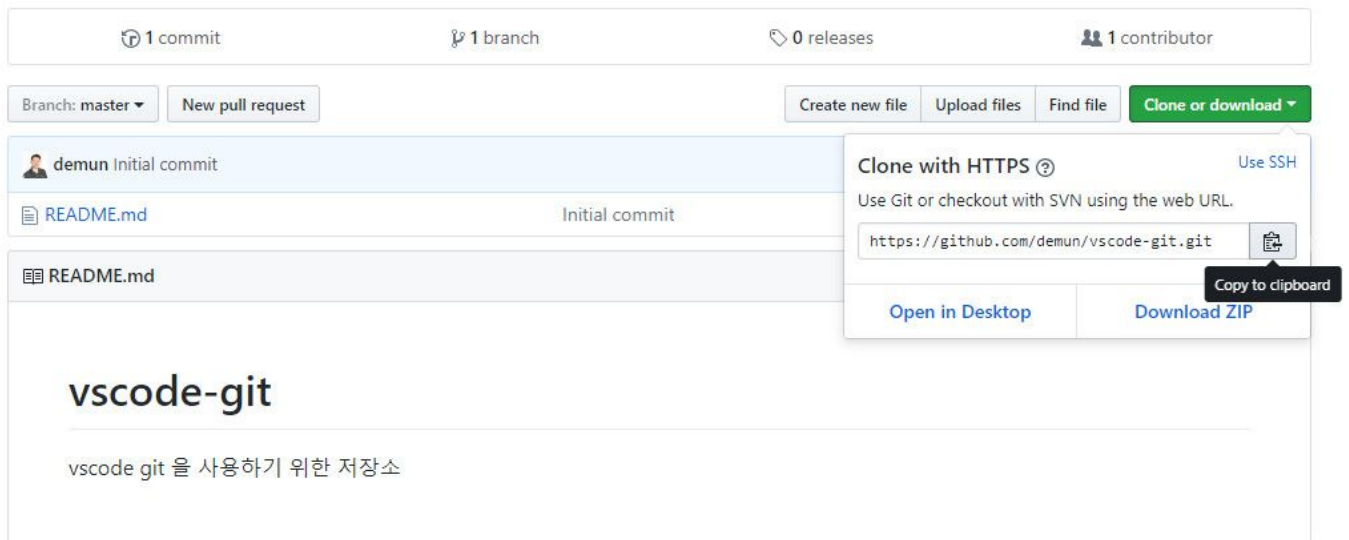 1 commit 1 branch 0 releases 1 contributor
Branch: master New pull request Create new file Upload files Find file Clone or download
demun Initial commit
README.md Initial commit
Clone with HTTPS Use SSH
Use Git or checkout with SVN using the web URL.
https://github.com/demun/vscode-git.git
Copy to clipboard
Open in Desktop Download ZIP
README.md
vscode-git
vscode git 을 사용하기 위한 저장소